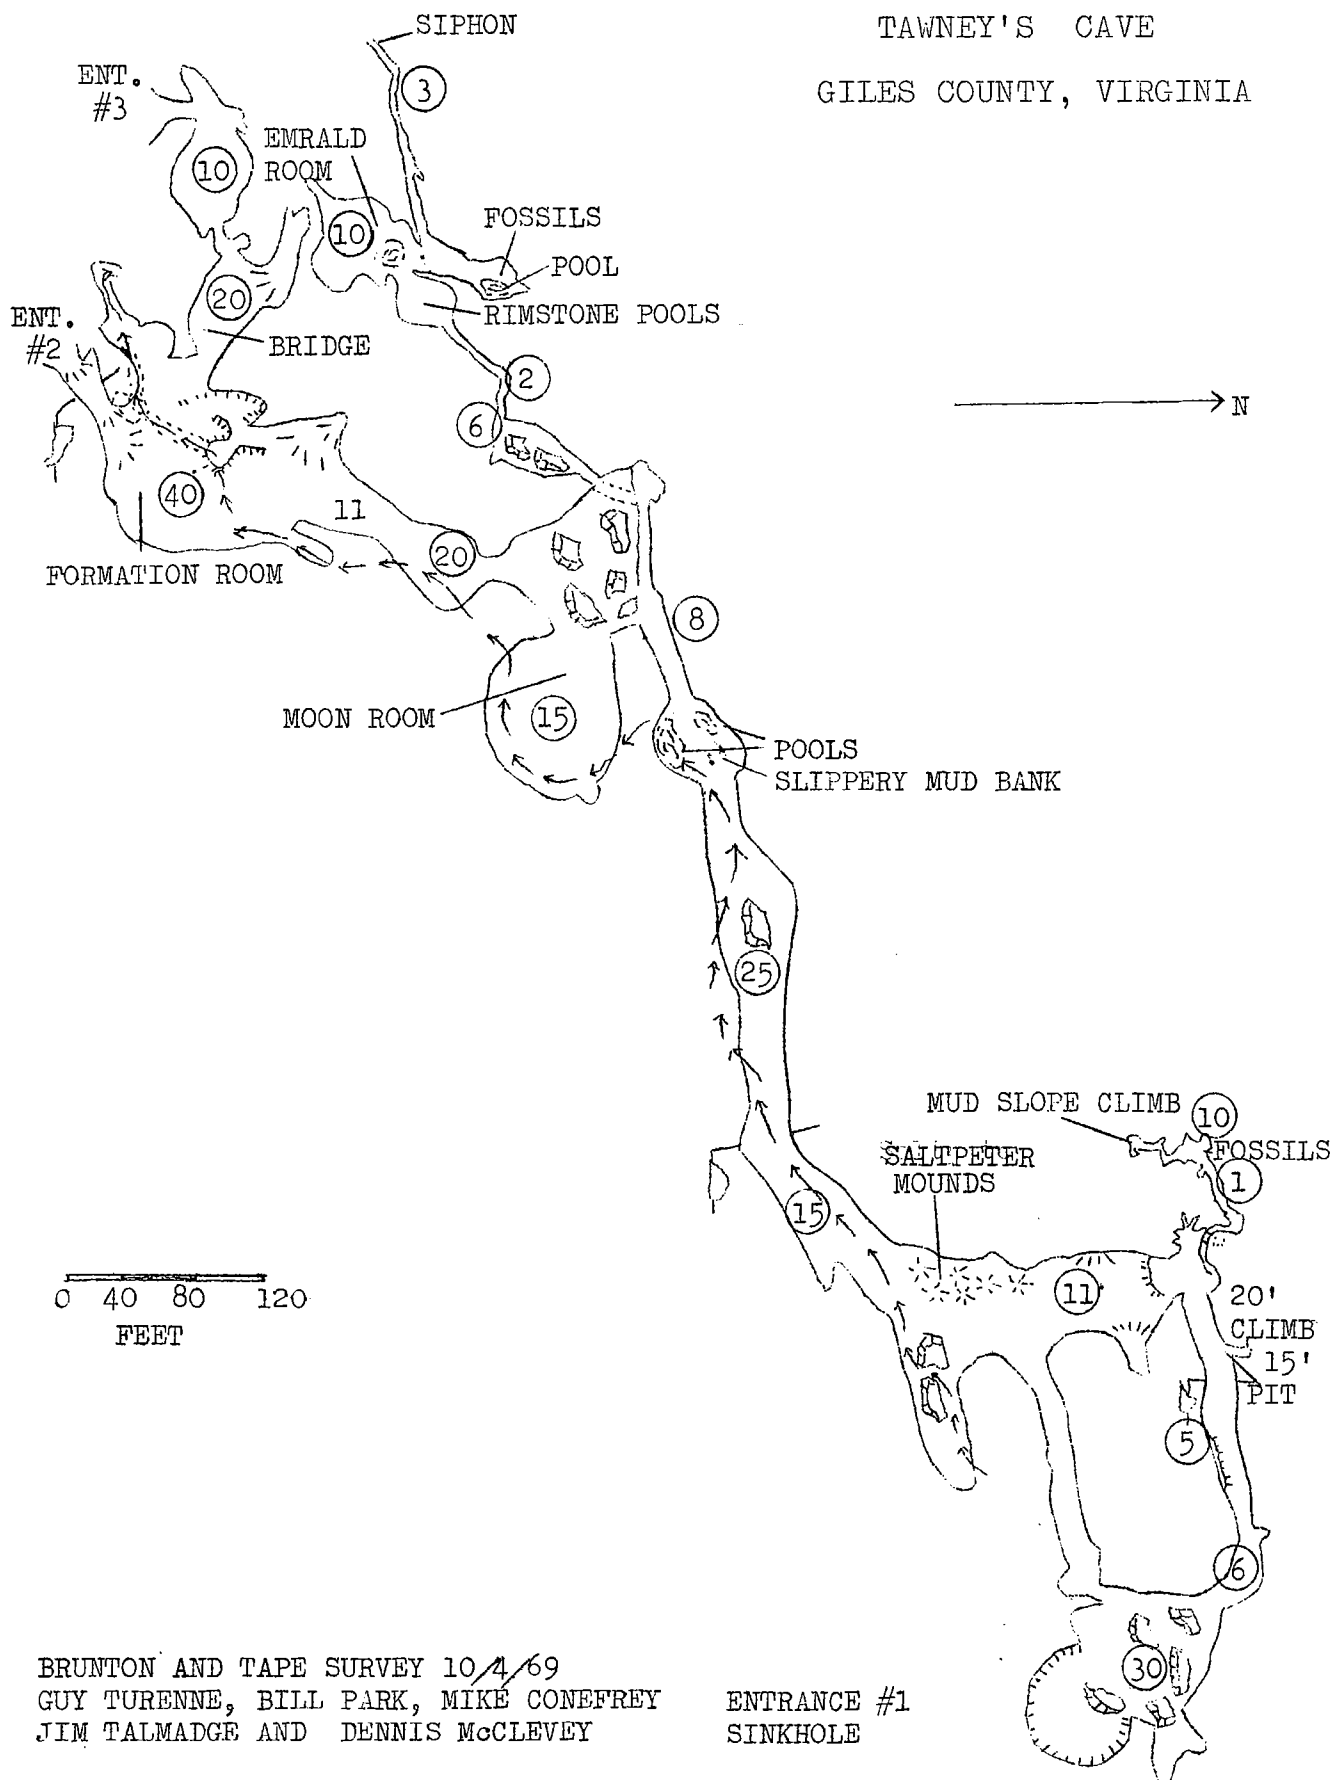 TAWNEY'S CAVE
GILES COUNTY, VIRGINIA
SIPHON
ENT.
#3
3
EMRALD
ROOM
10
FOSSILS
10
POOL
20
RIMSTONE POOLS
ENT.
#2
BRIDGE
2
N
6
40
11
20
FORMATION ROOM
8
MOON ROOM
15
POOLS
SLIPPERY MUD BANK
25
MUD SLOPE CLIMB
10
FOSSILS
SALTPETER
MOUNDS
1
15
11
0 40 80 120
FEET
20'
CLIMB
15'
PIT
5
6
30
BRUNTON AND TAPE SURVEY 10/4/69
GUY TURENNE, BILL PARK, MIKE CONEFREY
JIM TALMADGE AND DENNIS McCLEVEY
ENTRANCE #1
SINKHOLE